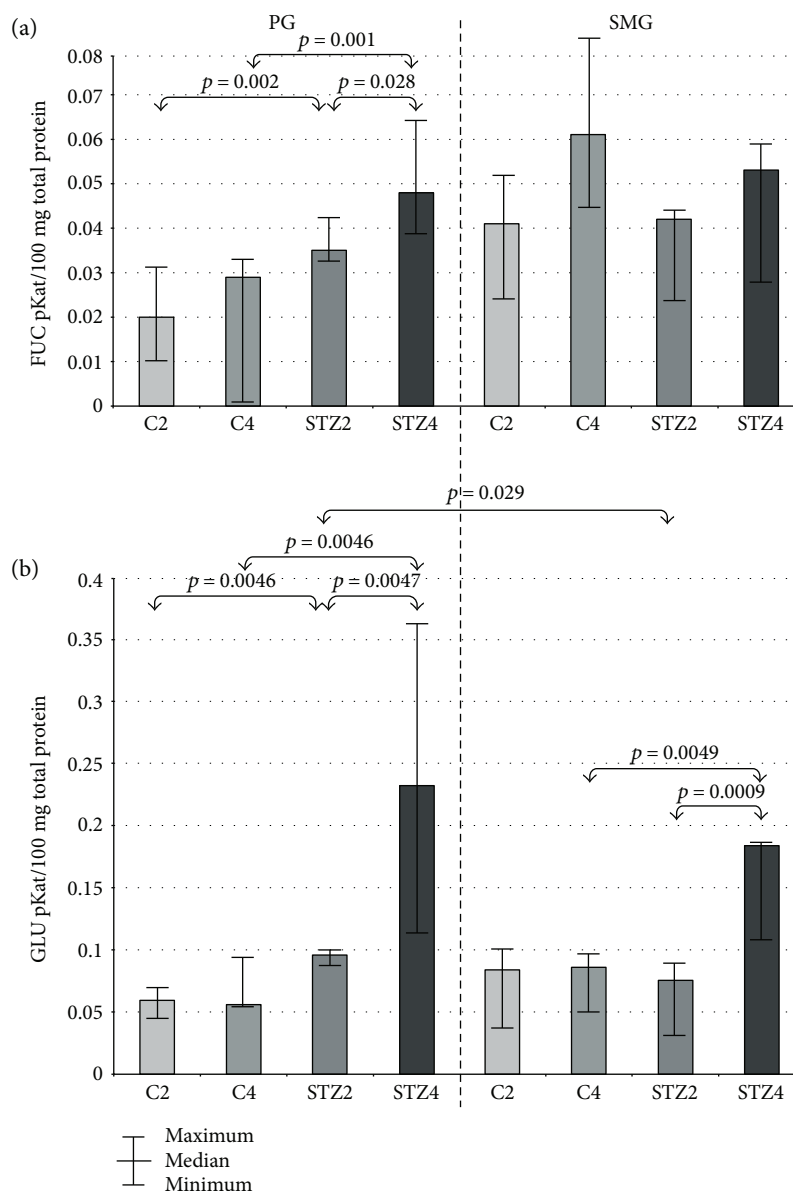 (a)
PG
SMG
p = 0.001
p = 0.002
p = 0.028
FUC pKat/100 mg total protein
0.08
0.07
0.06
0.05
0.04
0.03
0.02
0.01
0
C2 C4 STZ2 STZ4 C2 C4 STZ2 STZ4
p = 0.029
(b)
p = 0.0046
p = 0.0046
p = 0.0047
p = 0.0049
p = 0.0009
GLU pKat/100 mg total protein
0.4
0.35
0.3
0.25
0.2
0.15
0.1
0.05
0
C2 C4 STZ2 STZ4 C2 C4 STZ2 STZ4
Maximum
Median
Minimum